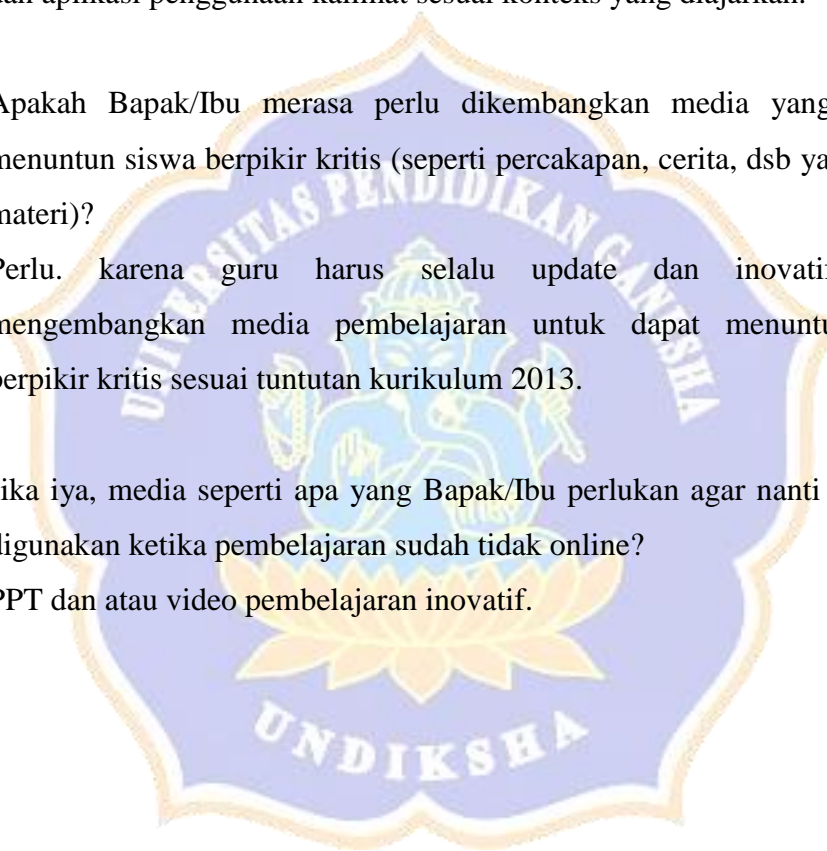 dan aplikasi penggunaan kalimat sesuai konteks yang diajarkan.
Apakah Bapak/Ibu merasa perlu dikembangkan media yang
menuntun siswa berpikir kritis (seperti percakapan, cerita, dsb ya
materi)?
Perlu. karena guru harus selalu update dan inovatif
mengembangkan media pembelajaran untuk dapat menuntu
berpikir kritis sesuai tuntutan kurikulum 2013.
ika iya, media seperti apa yang Bapak/Ibu perlukan agar nanti
digunakan ketika pembelajaran sudah tidak online?
PPT dan atau video pembelajaran inovatif.
UNIVERSITAS PENDIDIKAN GANESHA
UNDIKSHA